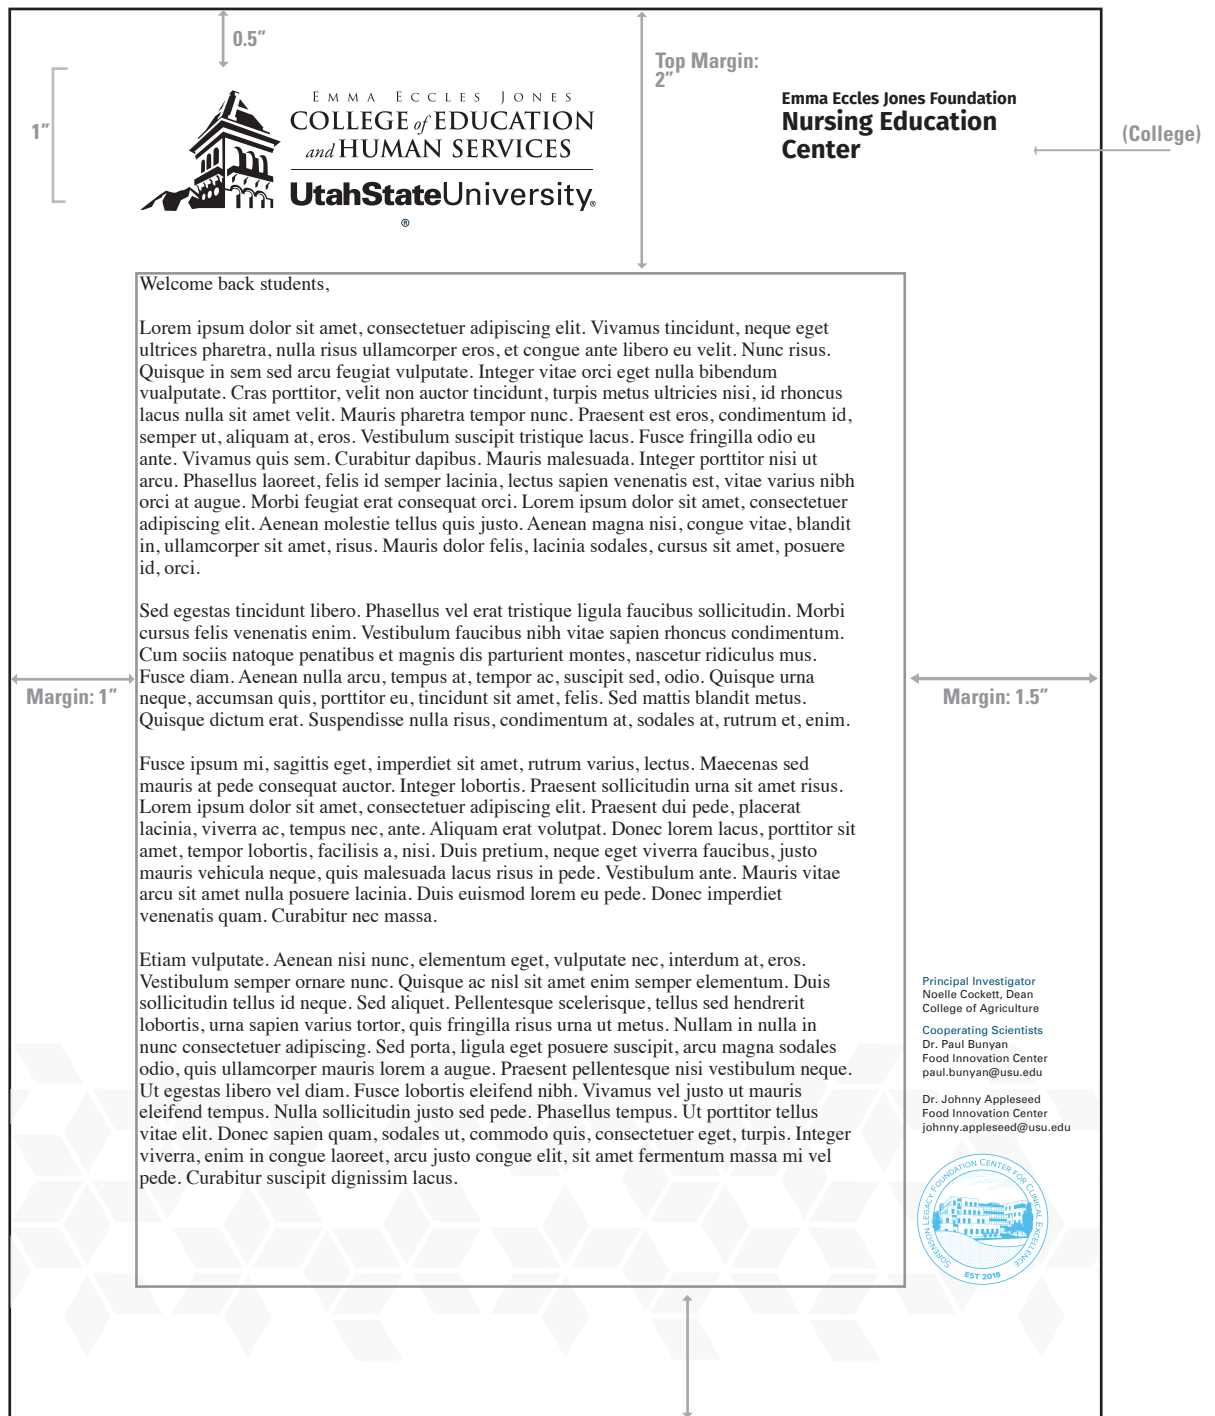 0.5”
Top Margin:
2”
1”
EMMA ECCLES JONES
COLLEGE of EDUCATION
and HUMAN SERVICES
UtahStateUniversity®
®
Emma Eccles Jones Foundation
Nursing Education
Center
(College)
Welcome back students,
Lorem ipsum dolor sit amet, consectetuer adipiscing elit. Vivamus tincidunt, neque eget
ultrices pharetra, nulla risus ullamcorper eros, et congue ante libero eu velit. Nunc risus.
Quisque in sem sed arcu feugiat vulputate. Integer vitae orci eget nulla bibendum
vualputate. Cras porttitor, velit non auctor tincidunt, turpis metus ultricies nisi, id rhoncus
lacus nulla sit amet velit. Mauris pharetra tempor nunc. Praesent est eros, condimentum id,
semper ut, aliquam at, eros. Vestibulum suscipit tristique lacus. Fusce fringilla odio eu
ante. Vivamus quis sem. Curabitur dapibus. Mauris malesuada. Integer porttitor nisi ut
arcu. Phasellus laoreet, felis id semper lacinia, lectus sapien venenatis est, vitae varius nibh
orci at augue. Morbi feugiat erat consequat orci. Lorem ipsum dolor sit amet, consectetuer
adipiscing elit. Aenean molestie tellus quis justo. Aenean magna nisi, congue vitae, blandit
in, ullamcorper sit amet, risus. Mauris dolor felis, lacinia sodales, cursus sit amet, posuere
id, orci.
Sed egestas tincidunt libero. Phasellus vel erat tristique ligula faucibus sollicitudin. Morbi
cursus felis venenatis enim. Vestibulum faucibus nibh vitae sapien rhoncus condimentum.
Cum sociis natoque penatibus et magnis dis parturient montes, nascetur ridiculus mus.
Fusce diam. Aenean nulla arcu, tempus at, tempor ac, suscipit sed, odio. Quisque urna
neque, accumsan quis, porttitor eu, tincidunt sit amet, felis. Sed mattis blandit metus.
Quisque dictum erat. Suspendisse nulla risus, condimentum at, sodales at, rutrum et, enim.
Margin: 1”
Margin: 1.5”
Fusce ipsum mi, sagittis eget, imperdiet sit amet, rutrum varius, lectus. Maecenas sed
mauris at pede consequat auctor. Integer lobortis. Praesent sollicitudin urna sit amet risus.
Lorem ipsum dolor sit amet, consectetuer adipiscing elit. Praesent dui pede, placerat
lacinia, viverra ac, tempus nec, ante. Aliquam erat volutpat. Donec lorem lacus, porttitor sit
amet, tempor lobortis, facilisis a, nisi. Duis pretium, neque eget viverra faucibus, justo
mauris vehicula neque, quis malesuada lacus risus in pede. Vestibulum ante. Mauris vitae
arcu sit amet nulla posuere lacinia. Duis euismod lorem eu pede. Donec imperdiet
venenatis quam. Curabitur nec massa.
Etiam vulputate. Aenean nisi nunc, elementum eget, vulputate nec, interdum at, eros.
Vestibulum semper ornare nunc. Quisque ac nisl sit amet enim semper elementum. Duis
sollicitudin tellus id neque. Sed aliquet. Pellentesque scelerisque, tellus sed hendrerit
lobortis, urna sapien varius tortor, quis fringilla risus urna ut metus. Nullam in nulla in
nunc consectetuer adipiscing. Sed porta, ligula eget posuere suscipit, arcu magna sodales
odio, quis ullamcorper mauris lorem a augue. Praesent pellentesque nisi vestibulum neque.
Ut egestas libero vel diam. Fusce lobortis eleifend nibh. Vivamus vel justo ut mauris
eleifend tempus. Nulla sollicitudin justo sed pede. Phasellus tempus. Ut porttitor tellus
vitae elit. Donec sapien quam, sodales ut, commodo quis, consectetuer eget, turpis. Integer
viverra, enim in congue laoreet, arcu justo congue elit, sit amet fermentum massa mi vel
pede. Curabitur suscipit dignissim lacus.
Principal Investigator
Noelle Cockett, Dean
College of Agriculture
Cooperating Scientists
Dr. Paul Bunyan
Food Innovation Center
paul.bunyan@usu.edu
Dr. Johnny Appleseed
Food Innovation Center
johnny.appleseed@usu.edu
SORENSON LEGACY FOUNDATION CENTER FOR CLINICAL EXCELLENCE
EST 2018